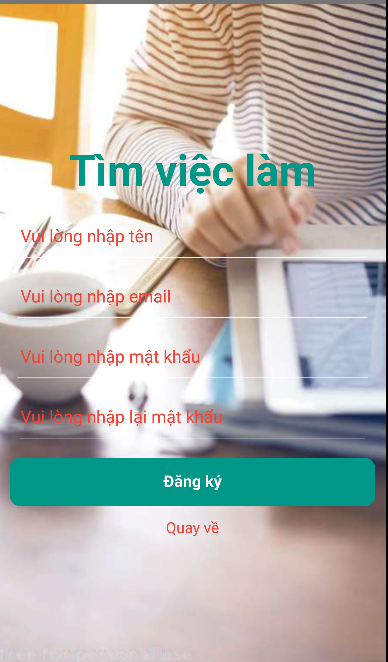 Tìm việc làm
Vui lòng nhập tên
Vui lòng nhập email
Vui lòng nhập mật khẩu
Vui lòng nhập lại mật khẩu
Đăng ký
Quay về